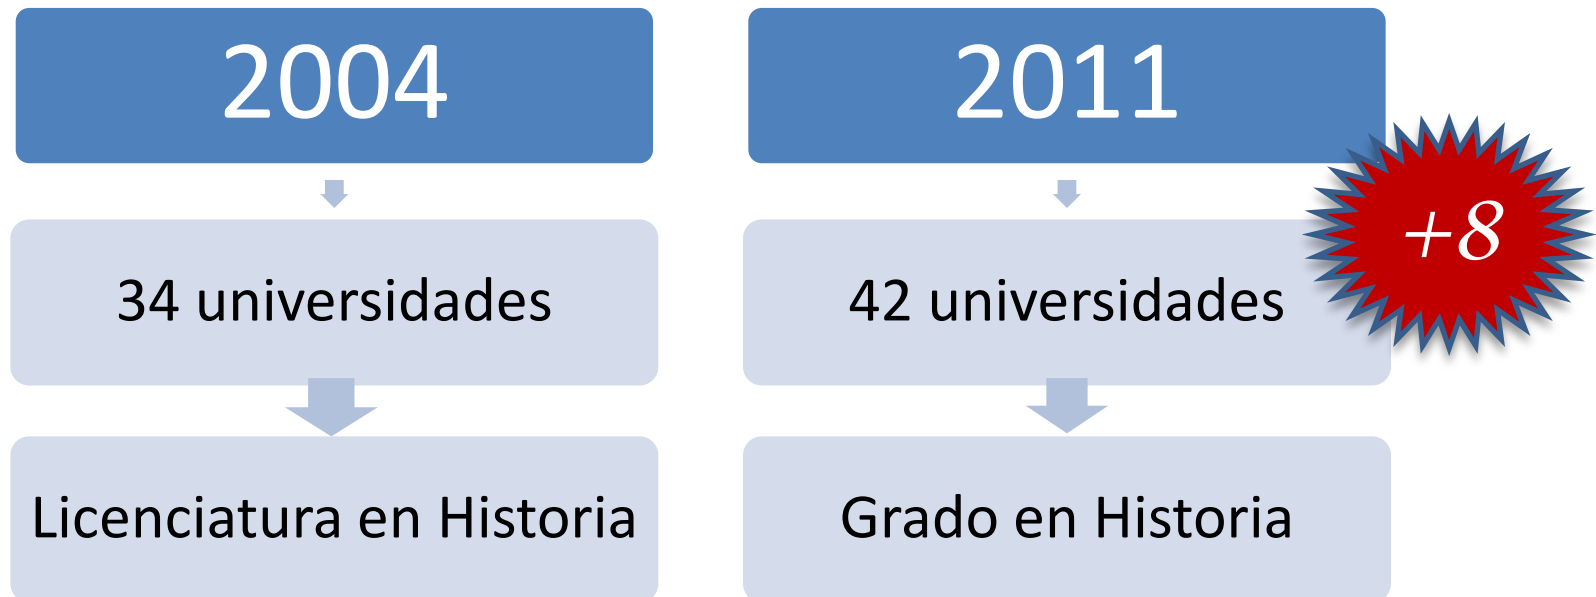 2004
34 universidades
Licenciatura en Historia
2011
+8
42 universidades
Grado en Historia